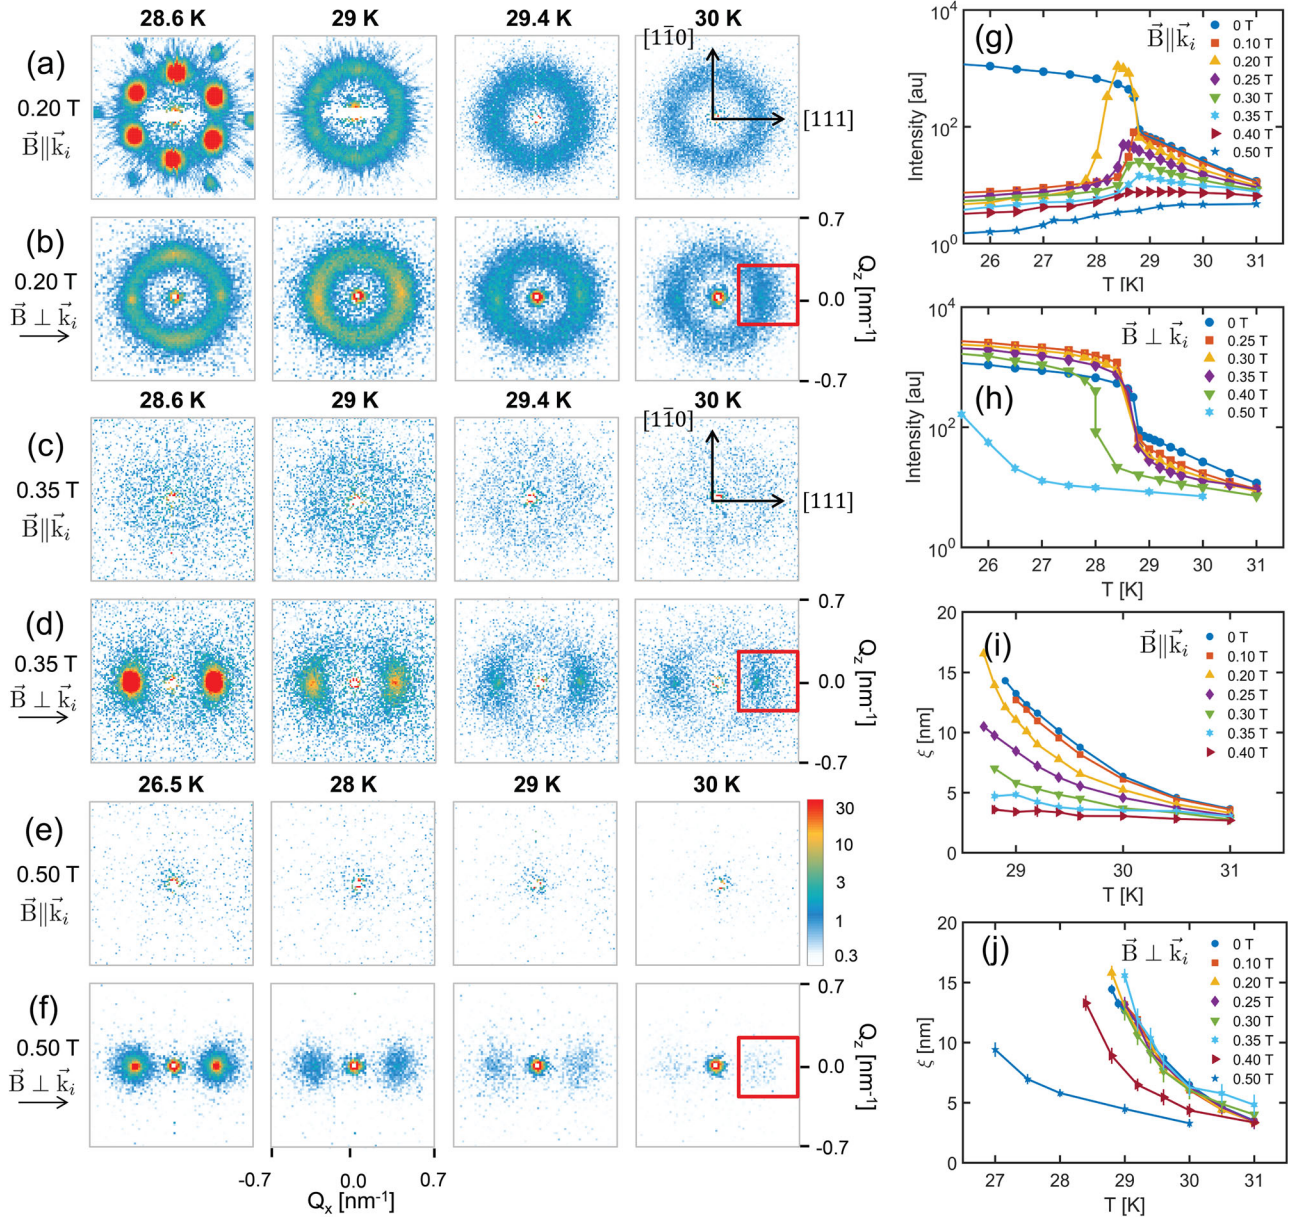 28.6 K 29 K 29.4 K 30 K
(a)
0.20 T
B⃗∥k⃗i
[11̅0]
[111]
(b)
0.20 T
B⃗ ⊥ k⃗i
0.7
0.0
-0.7
Qz [nm-1]
28.6 K 29 K 29.4 K 30 K
(c)
0.35 T
B⃗∥k⃗i
[11̅0]
[111]
(d)
0.35 T
B⃗ ⊥ k⃗i
0.7
0.0
-0.7
Qz [nm-1]
26.5 K 28 K 29 K 30 K
(e)
0.50 T
B⃗∥k⃗i
30
10
3
1
0.3
(f)
0.50 T
B⃗ ⊥ k⃗i
0.7
0.0
-0.7
Qz [nm-1]
-0.7 0.0 0.7
Qx [nm-1]
(g)
B⃗∥k⃗i
0 T
0.10 T
0.20 T
0.25 T
0.30 T
0.35 T
0.40 T
0.50 T
10^4
10^2
10^0
Intensity [au]
26 27 28 29 30 31
T [K]
(h)
B⃗ ⊥ k⃗i
0 T
0.25 T
0.30 T
0.35 T
0.40 T
0.50 T
10^4
10^2
10^0
Intensity [au]
26 27 28 29 30 31
T [K]
(i)
B⃗∥k⃗i
0 T
0.10 T
0.20 T
0.25 T
0.30 T
0.35 T
0.40 T
20
15
10
5
0
ξ [nm]
29 30 31
T [K]
(j)
B⃗ ⊥ k⃗i
0 T
0.10 T
0.20 T
0.25 T
0.30 T
0.35 T
0.40 T
0.50 T
20
15
10
5
0
ξ [nm]
27 28 29 30 31
T [K]